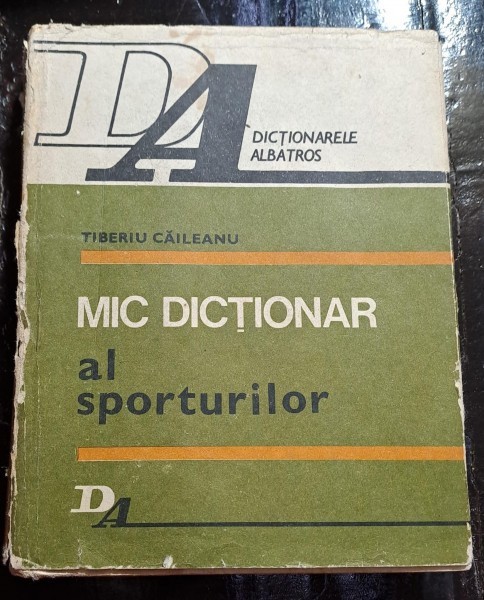 DA
DICȚIONARELE
ALBATROS
TIBERIU CĂILEANU
MIC DICȚIONAR
al
sporturilor
DA